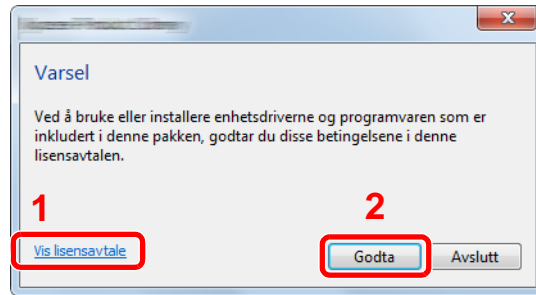 Varsel
Ved å bruke eller installere enhetsdriverne og programvaren som er
inkludert i denne pakken, godtar du disse betingelsene i denne
lisensavtalen.
1
2
Vis lisensavtale
Godta
Avslutt